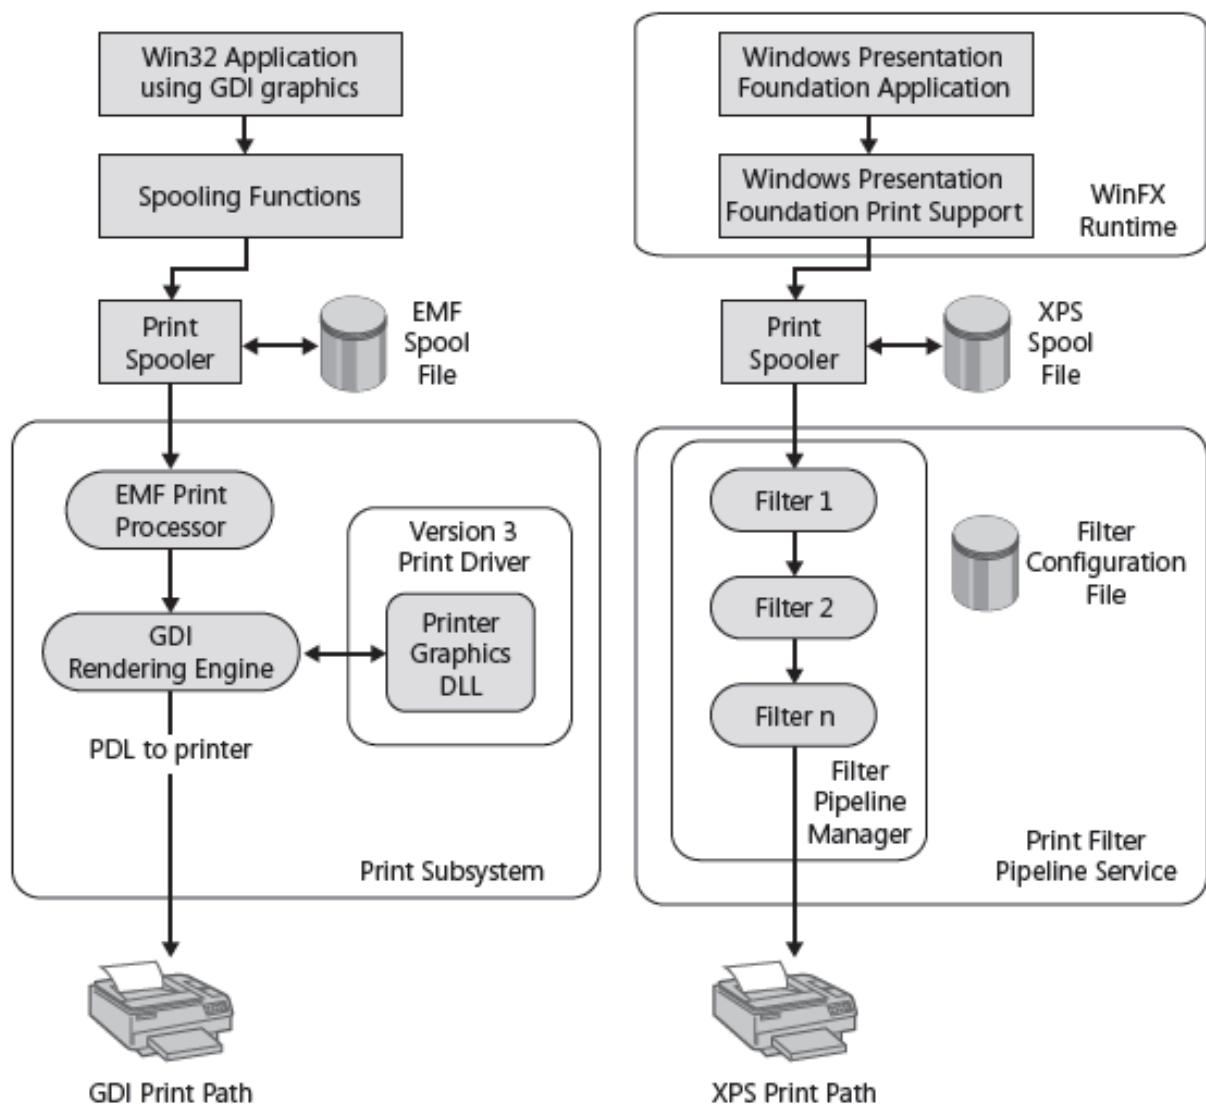 Win32 Application
using GDI graphics
Spooling Functions
Print
Spooler
EMF
Spool
File
EMF Print
Processor
Version 3
Print Driver
GDI
Rendering Engine
Printer
Graphics
DLL
PDL to printer
Print Subsystem
GDI Print Path
Windows Presentation
Foundation Application
Windows Presentation
Foundation Print Support
WinFX
Runtime
Print
Spooler
XPS
Spool
File
Filter 1
Filter 2
Filter n
Filter
Configuration
File
Filter
Pipeline
Manager
Print Filter
Pipeline Service
XPS Print Path